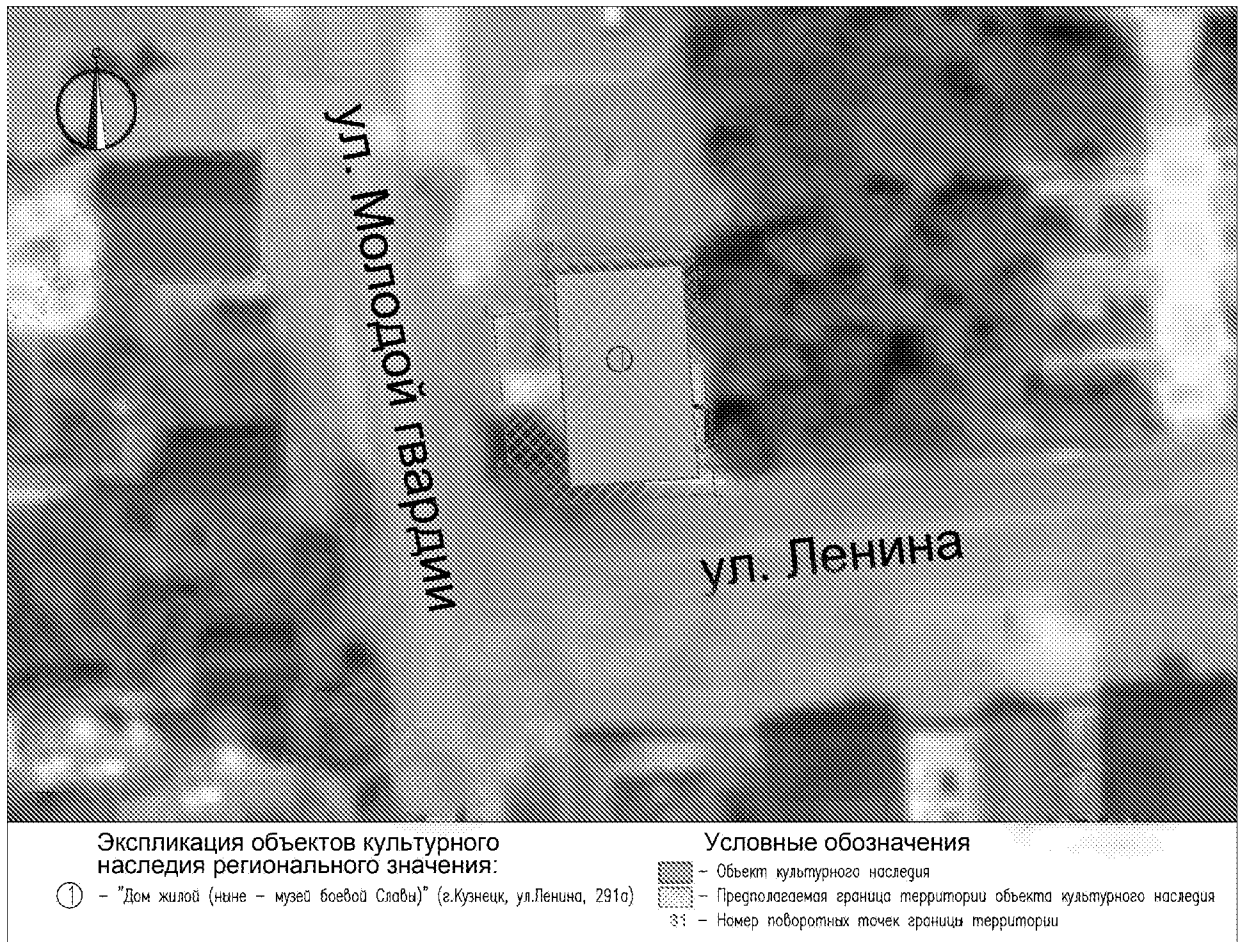 ул. Молодой гвардии
1
ул. Ленина
Экспликация объектов культурного
наследия регионального значения:
1 – "Дом жилой (ныне – музей боевой Славы)" (г.Кузнецк, ул.Ленина, 291а)
Условные обозначения
– Объект культурного наследия
– Предполагаемая граница территории объекта культурного наследия
31 – Номер поворотных точек границы территории